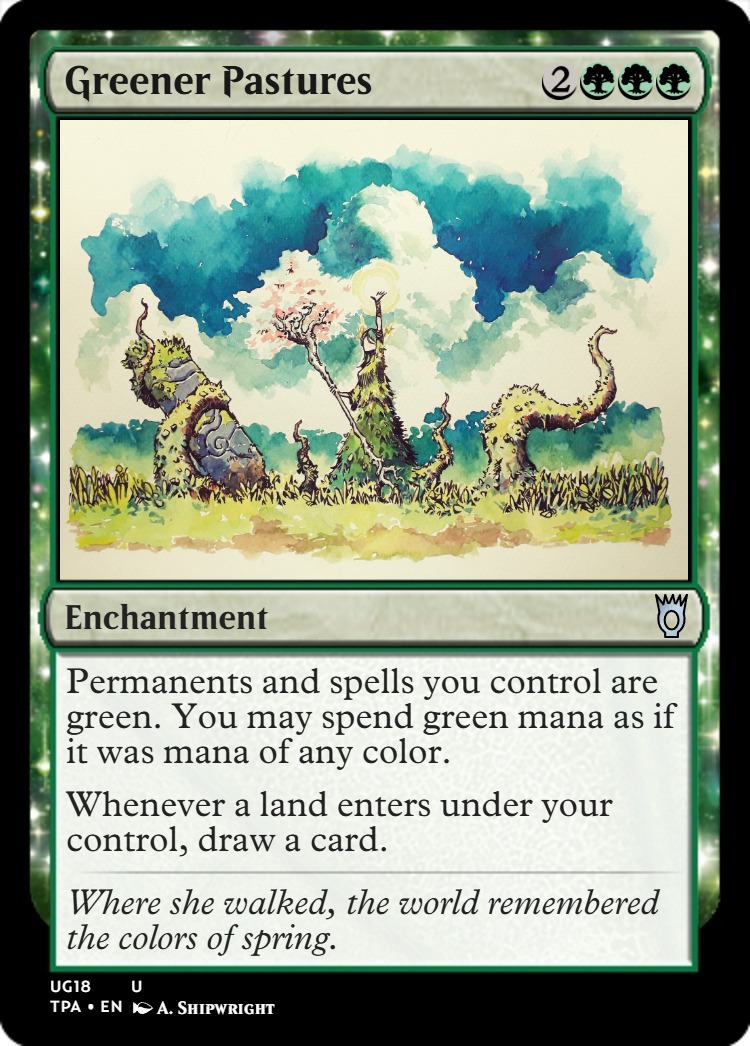 Greener Pastures 2
Enchantment
Permanents and spells you control are
green. You may spend green mana as if
it was mana of any color.
Whenever a land enters under your
control, draw a card.
Where she walked, the world remembered
the colors of spring.
UG18 U
TPA • EN A. Shipwright